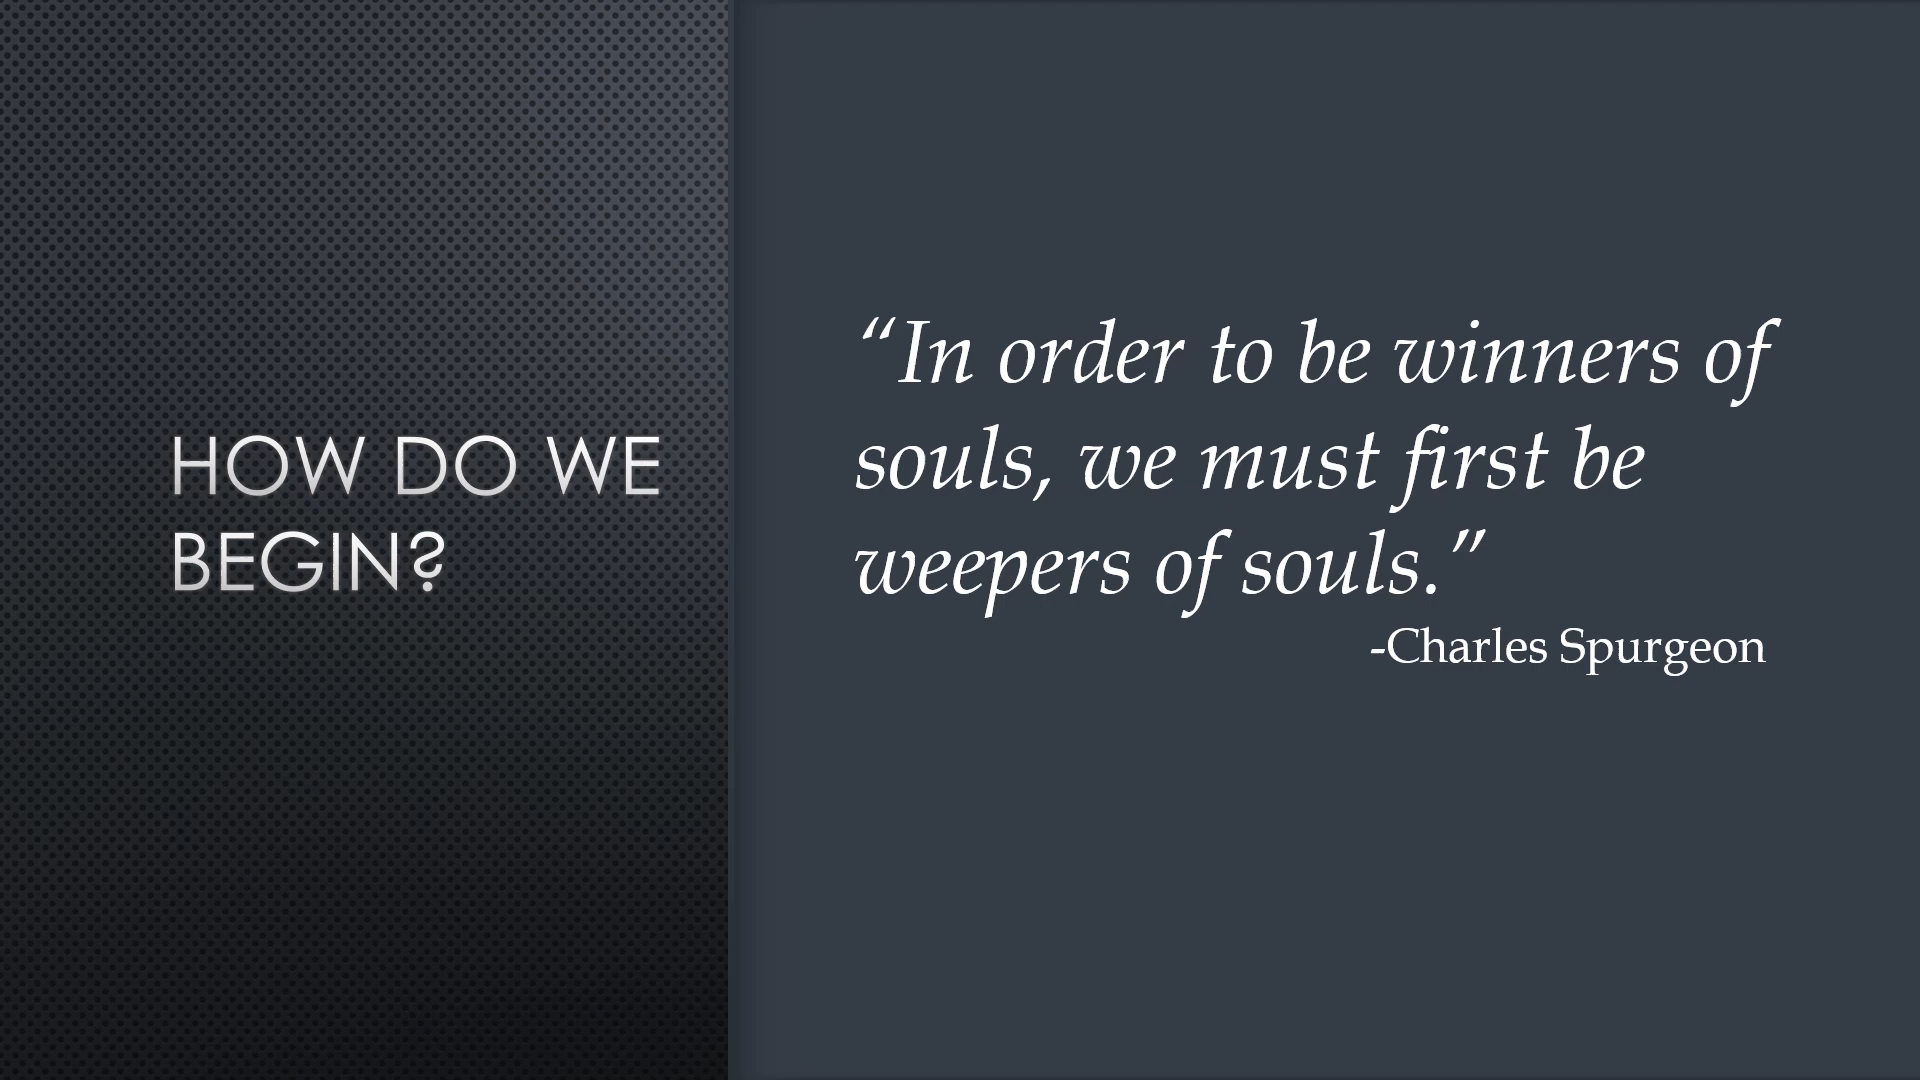 HOW DO WE
BEGIN?
“In order to be winners of
souls, we must first be
weepers of souls.”
-Charles Spurgeon